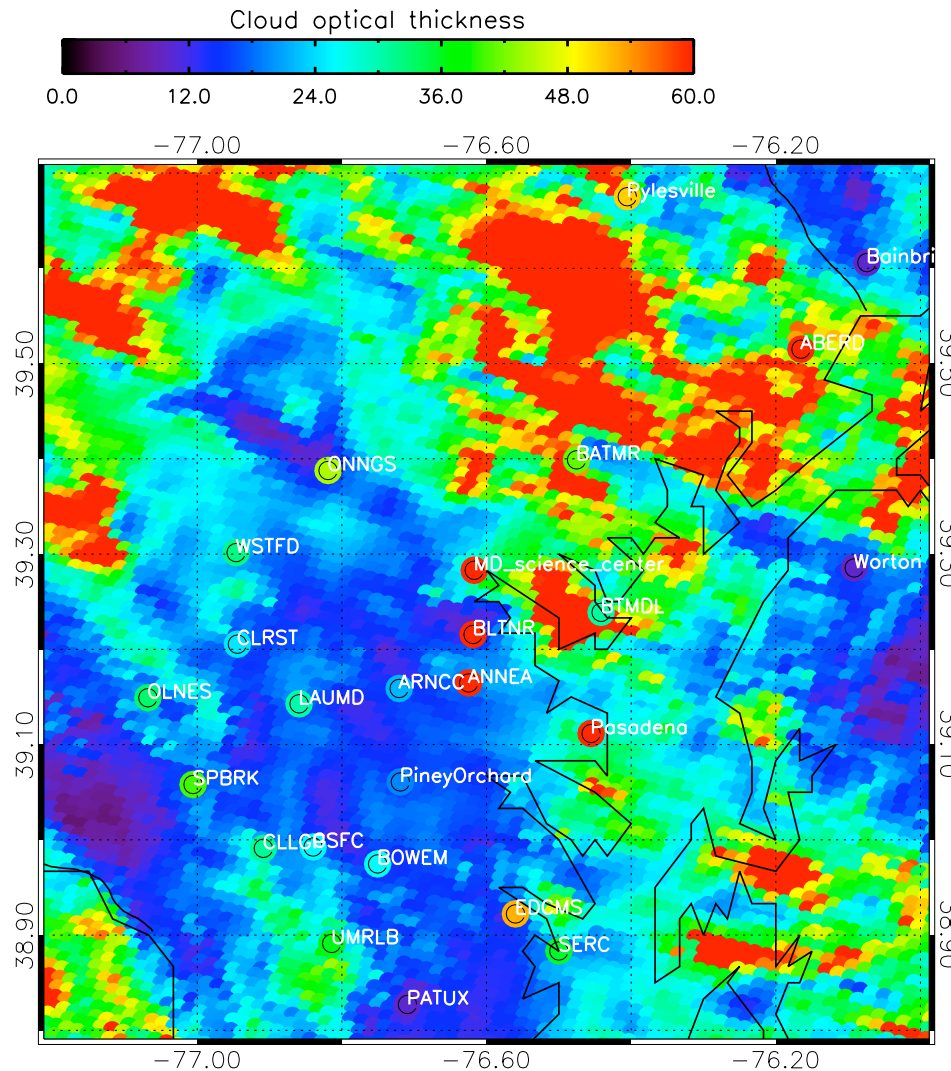 Cloud optical thickness
0.0 12.0 24.0 36.0 48.0 60.0
-77.00 -76.60 -76.20
Pylesville
Bainbri
ABERD
39.50 39.50
BATMR
ONNGS
WSTFD
39.30 39.30
MD_science_center
Worton
BTMDL
BLTNR
CLRST
ANNEA
ARNCC
OLNES
LAUMD
Pasadena
39.10 39.10
SPBRK
PineyOrchard
CLLGP
GSFC
BOWEM
EDCMS
38.90 38.90
UMRLB
SERC
PATUX
-77.00 -76.60 -76.20